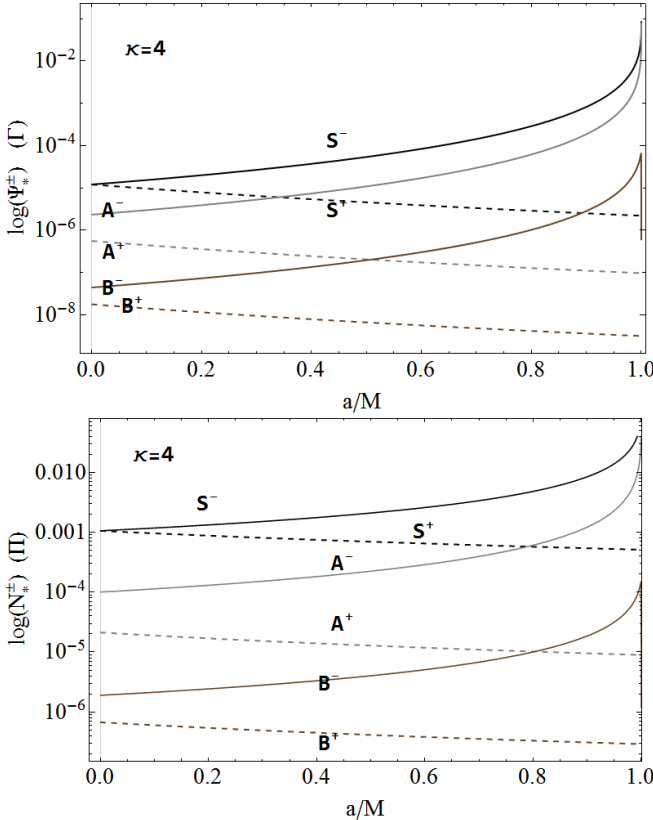 κ=4
10⁻²
10⁻⁴
10⁻⁶
10⁻⁸
log(Ψ*±) (Γ)
S⁻
A⁻
S⁺
A⁺
B⁻
B⁺
0.0 0.2 0.4 0.6 0.8 1.0
a/M
κ=4
0.010
0.001
10⁻⁴
10⁻⁵
10⁻⁶
log(N*±) (Π)
S⁻
S⁺
A⁻
A⁺
B⁻
B⁺
0.0 0.2 0.4 0.6 0.8 1.0
a/M